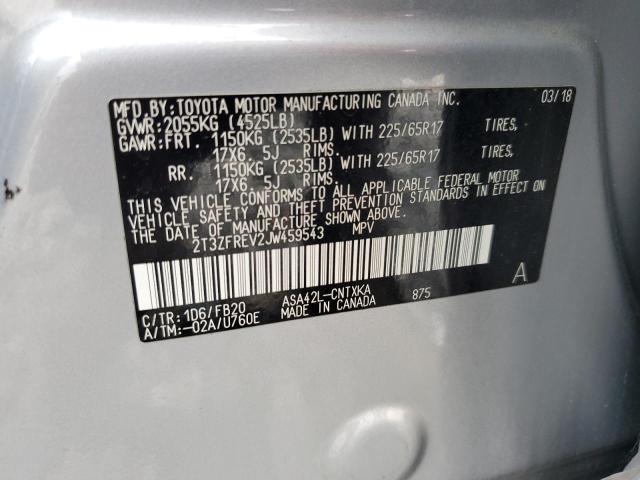 MFD.BY:TOYOTA MOTOR MANUFACTURING CANADA INC. 03/18
GVWR:2055KG (4525LB)
GAWR:FRT. 1150KG (2535LB) WITH 225/65R17 TIRES,
17X6.5J RIMS.
RR. 1150KG (2535LB) WITH 225/65R17 TIRES,
17X6.5J RIMS.
THIS VEHICLE CONFORMS TO ALL APPLICABLE FEDERAL MOTOR
VEHICLE SAFETY AND THEFT PREVENTION STANDARDS IN EFFECT ON
THE DATE OF MANUFACTURE SHOWN ABOVE.
2T3ZFREV2JW459543 MPV
A
C/TR:1D6/FB20 ASA42L-CNTXKA 875
A/TM:-02A/U760E MADE IN CANADA